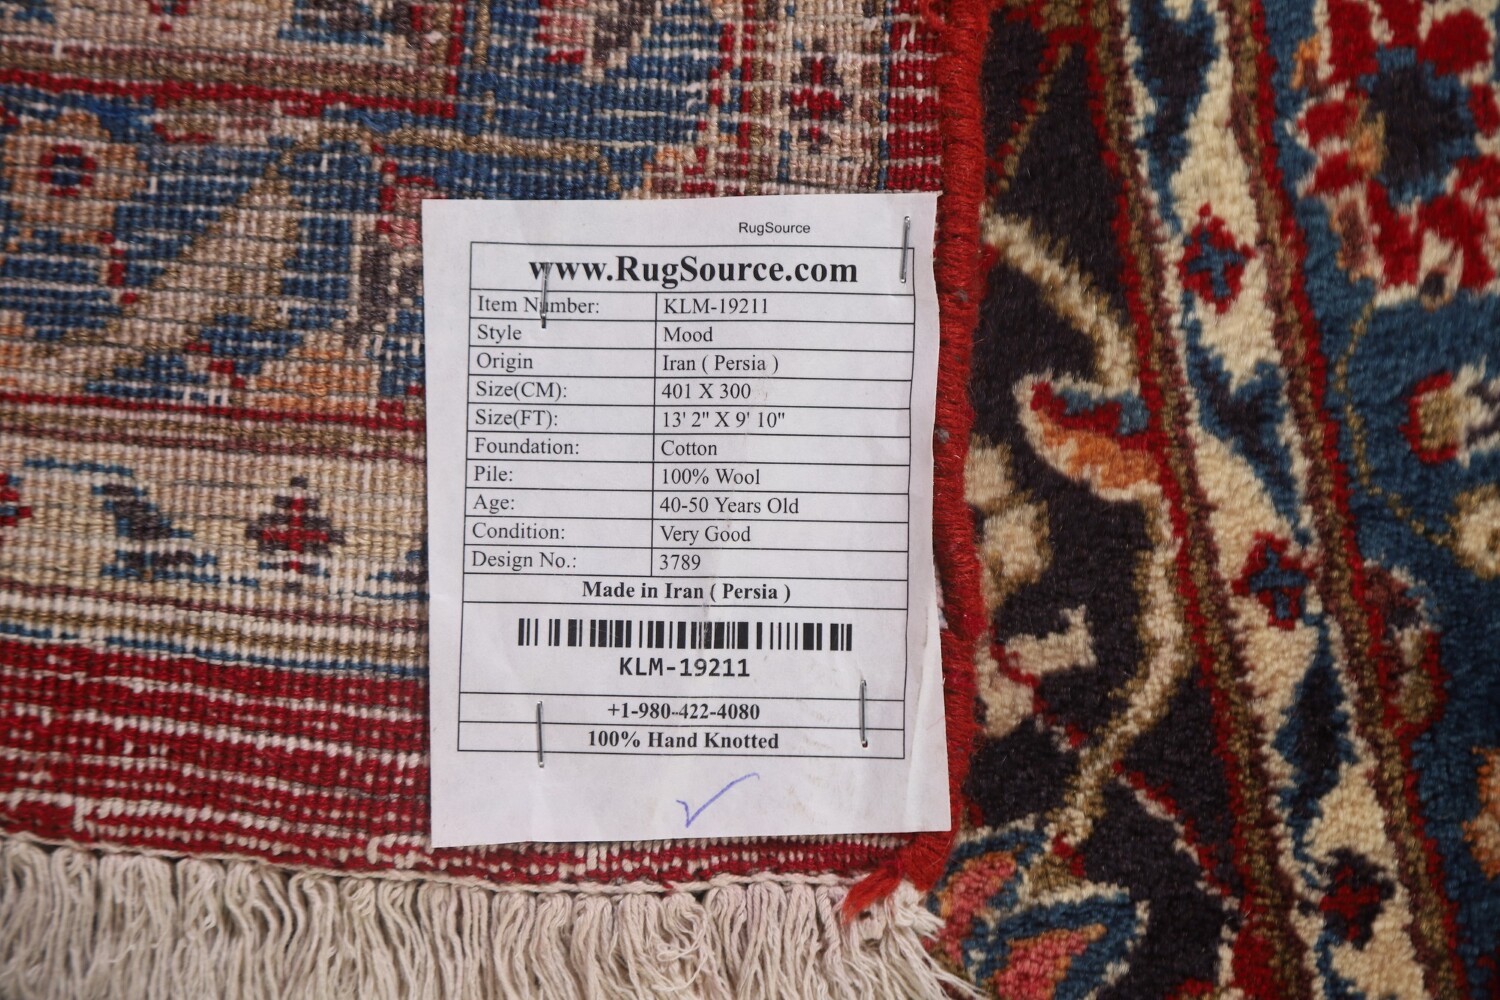 RugSource
www.RugSource.com
Item Number: KLM-19211
Style Mood
Origin Iran ( Persia )
Size(CM): 401 X 300
Size(FT): 13' 2" X 9' 10"
Foundation: Cotton
Pile: 100% Wool
Age: 40-50 Years Old
Condition: Very Good
Design No.: 3789
Made in Iran ( Persia )
KLM-19211
+1-980-422-4080
100% Hand Knotted